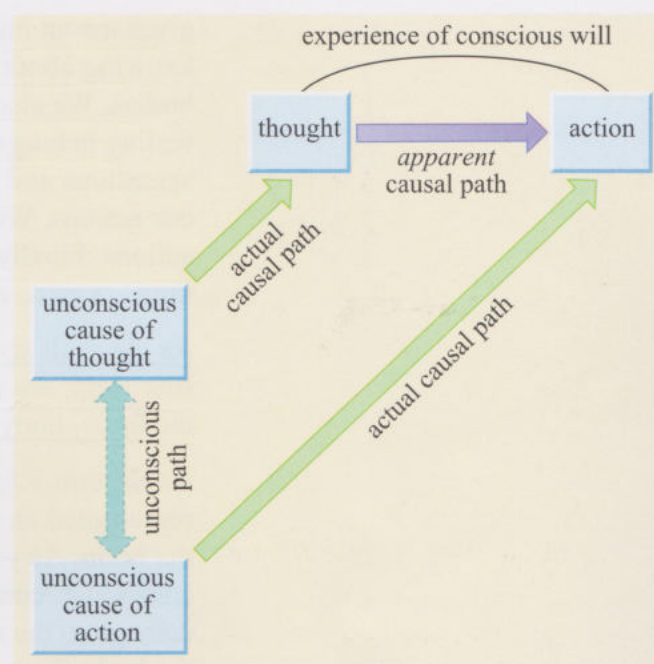 experience of conscious will
thought
action
apparent
causal path
actual
causal path
unconscious
cause of
thought
actual causal path
unconscious
path
unconscious
cause of
action